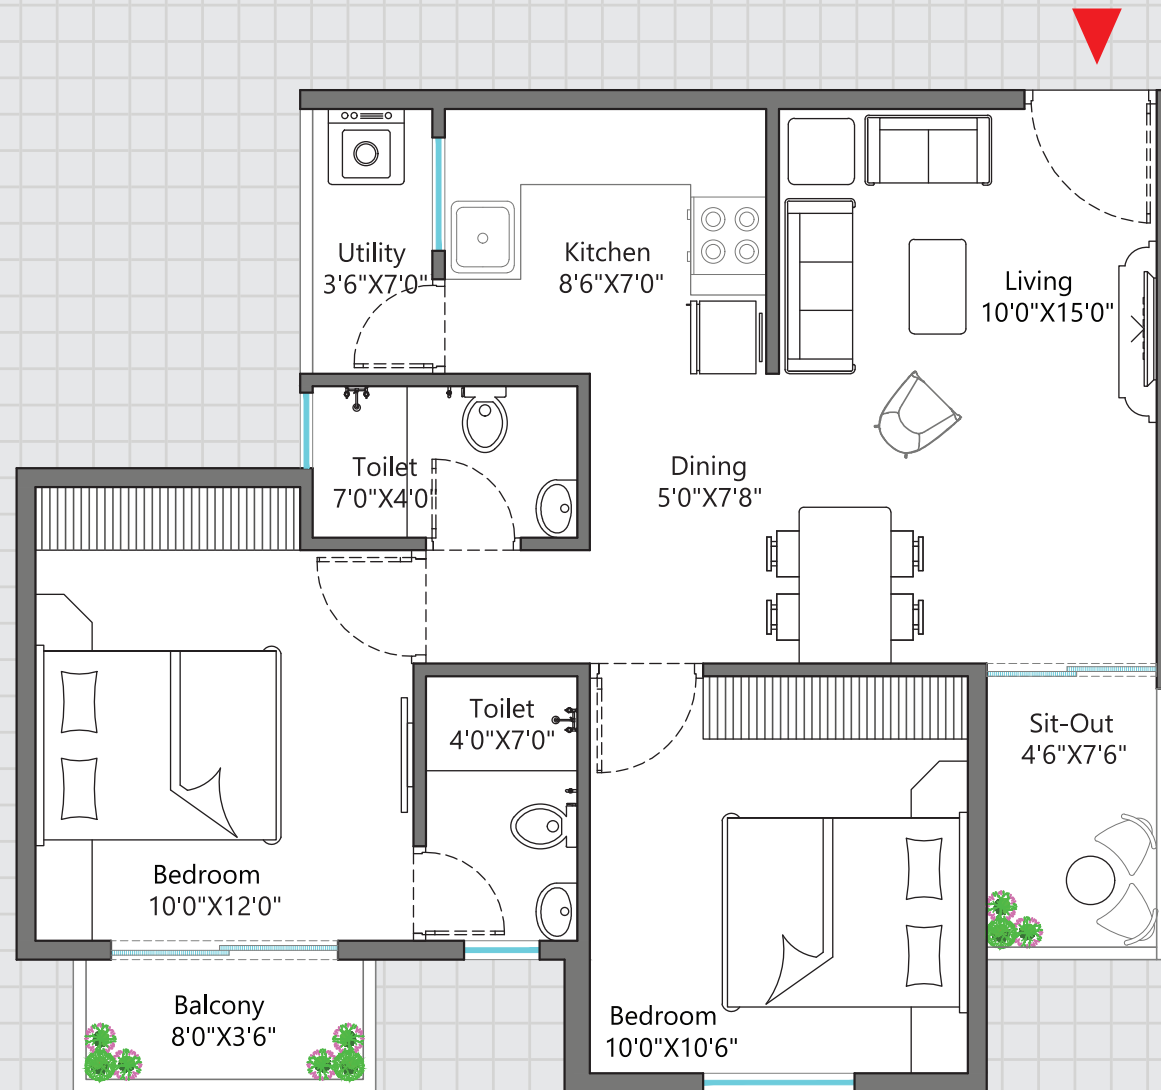 Utility
3'6"X7'0"
Kitchen
8'6"X7'0"
Living
10'0"X15'0"
Toilet
7'0"X4'0"
Dining
5'0"X7'8"
Toilet
4'0"X7'0"
Sit-Out
4'6"X7'6"
Bedroom
10'0"X12'0"
Balcony
8'0"X3'6"
Bedroom
10'0"X10'6"